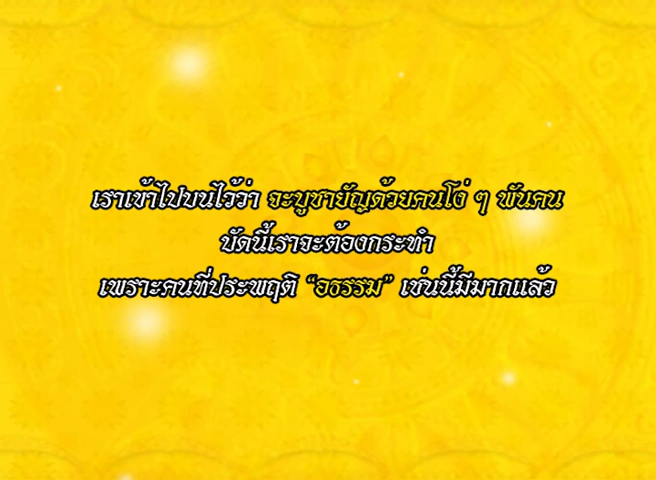 เราเข้าไปบนไว้ว่า จะบูชายัญด้วยคนโง่ ๆ พันคน
บัดนี้เราจะต้องกระทำ
เพราะคนที่ประพฤติ “อธรรม” เช่นนี้มีมากแล้ว